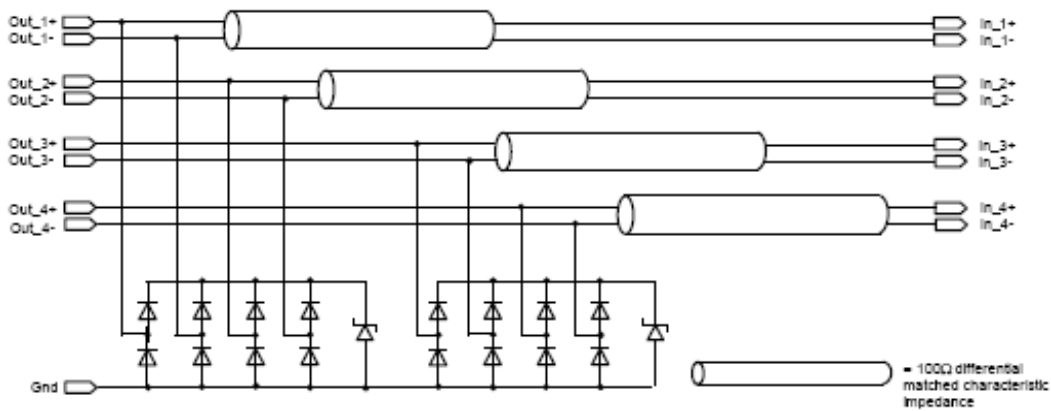 Out_1+
In_1+
Out_1-
In_1-
Out_2+
In_2+
Out_2-
In_2-
Out_3+
In_3+
Out_3-
In_3-
Out_4+
In_4+
Out_4-
In_4-
Gnd
= 100Ω differential
matched characteristic
impedance